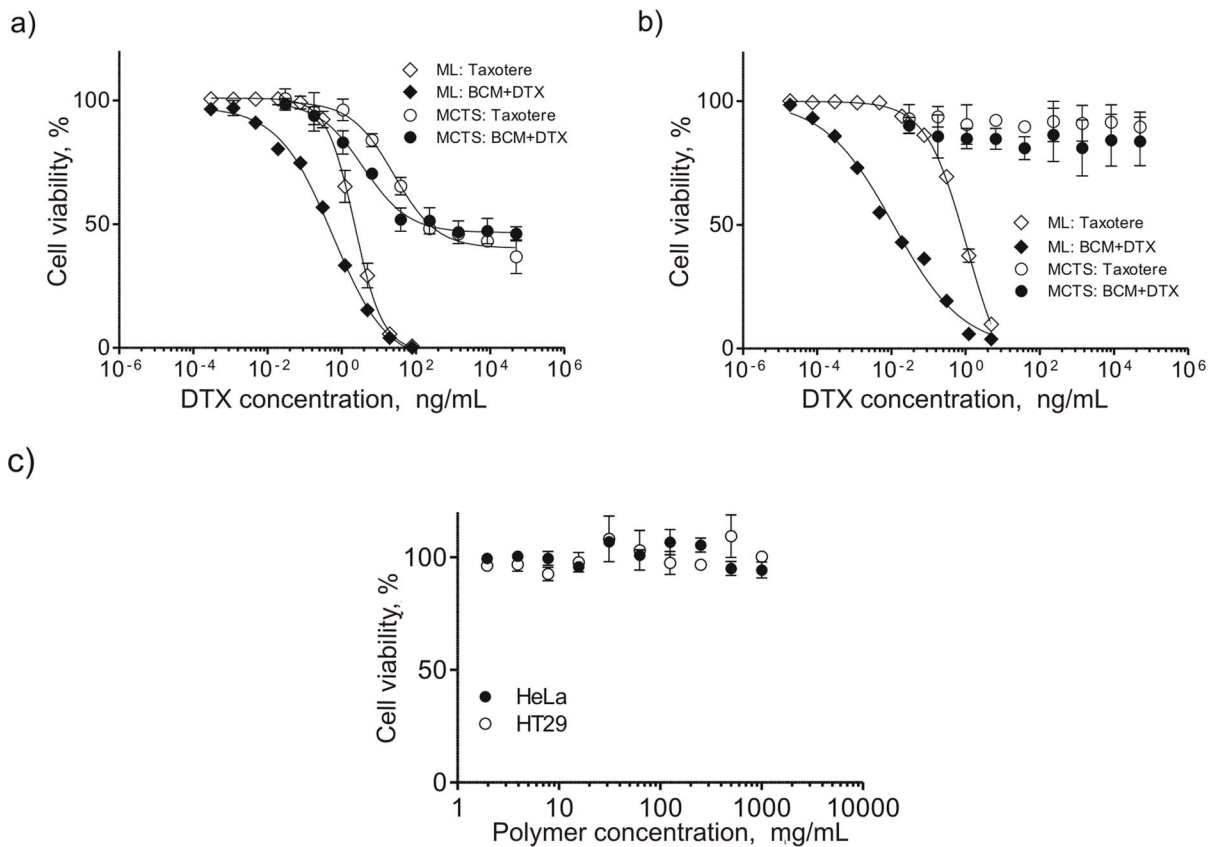 a)
Cell viability, %
100
50
0
ML: Taxotere
ML: BCM+DTX
MCTS: Taxotere
MCTS: BCM+DTX
10-6 10-4 10-2 100 102 104 106
DTX concentration, ng/mL
b)
Cell viability, %
100
50
0
ML: Taxotere
ML: BCM+DTX
MCTS: Taxotere
MCTS: BCM+DTX
10-6 10-4 10-2 100 102 104 106
DTX concentration, ng/mL
c)
Cell viability, %
100
50
0
HeLa
HT29
1 10 100 1000 10000
Polymer concentration, mg/mL